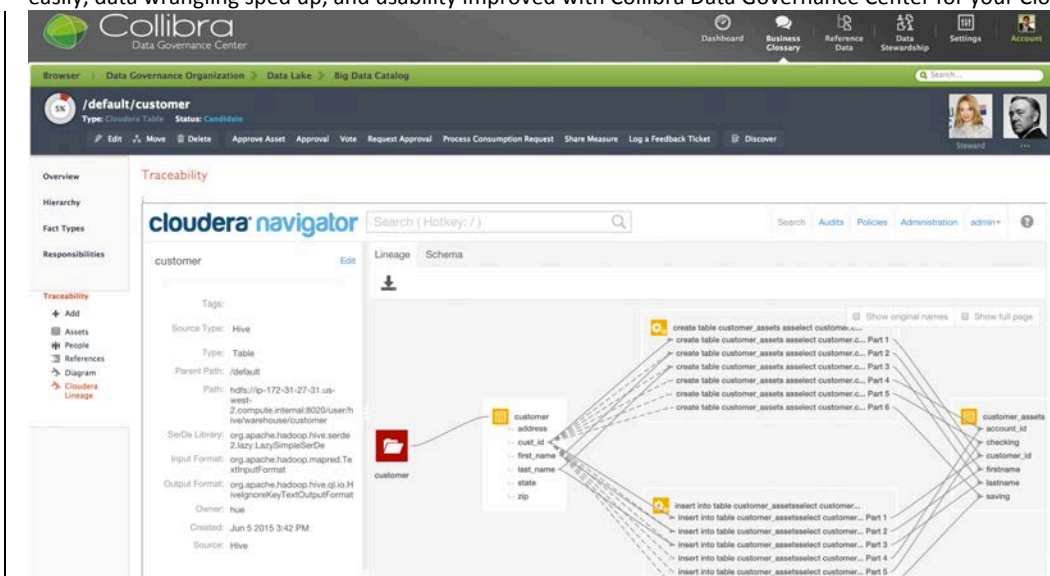 easily, data wrangling sped up, and usability improved with Collibra Data Governance Center for your Clo
Collibra
Data Governance Center
Dashboard
Business Glossary
Reference Data
Data Stewardship
Settings
Account
Browser | Data Governance Organization > Data Lake > Big Data Catalog
Search...
5%
/default/customer
Type: Cloudera Table Status: Candidate
Edit Move Delete Approve Asset Approval Vote Request Approval Process Consumption Request Share Measure Log a Feedback Ticket Discover
Steward
...
Overview
Hierarchy
Fact Types
Responsibilities
Traceability
+ Add
Assets
People
References
Diagram
Cloudera
Lineage
Traceability
cloudera navigator
Search ( Hotkey: / )
Search Audits Policies Administration admin
?
customer Edit
Tags:
Source Type: Hive
Type: Table
Parent Path: /default
Path: hdfs://ip-172-31-27-31.us-
west-
2.compute.internal:8020/user/h
ive/warehouse/customer
SerDe Library: org.apache.hadoop.hive.serde
2.lazy.LazySimpleSerDe
Input Format: org.apache.hadoop.mapred.Te
xtInputFormat
Output Format: org.apache.hadoop.hive.ql.io.H
iveIgnoreKeyTextOutputFormat
Owner: hue
Created: Jun 5 2015 3:42 PM
Source: Hive
Lineage Schema
Show original names Show full page
customer
customer
address
cust_id
first_name
last_name
state
zip
create table customer_assets asselect customer.c...
create table customer_assets asselect customer.c... Part 1
create table customer_assets asselect customer.c... Part 2
create table customer_assets asselect customer.c... Part 3
create table customer_assets asselect customer.c... Part 4
create table customer_assets asselect customer.c... Part 5
create table customer_assets asselect customer.c... Part 6
insert into table customer_assetsselect customer...
insert into table customer_assetsselect customer... Part 1
insert into table customer_assetsselect customer... Part 2
insert into table customer_assetsselect customer... Part 3
insert into table customer_assetsselect customer... Part 4
insert into table customer_assetsselect customer... Part 5
customer_assets
account_id
checking
customer_id
firstname
lastname
saving